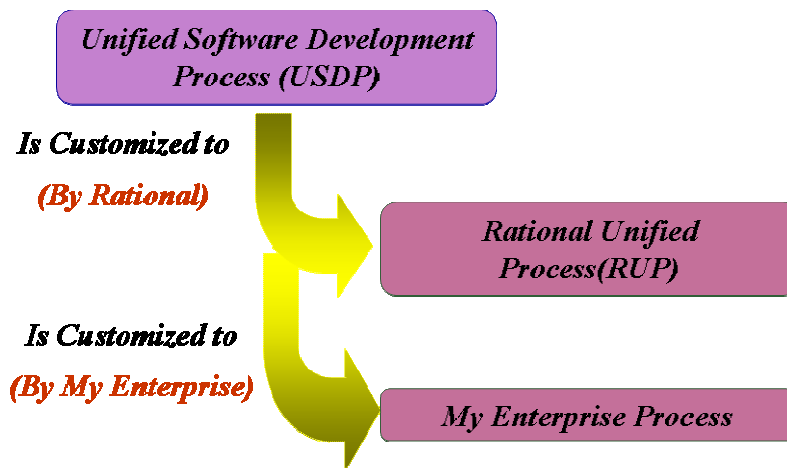 Unified Software Development
Process (USDP)
Is Customized to
(By Rational)
Rational Unified
Process(RUP)
Is Customized to
(By My Enterprise)
My Enterprise Process